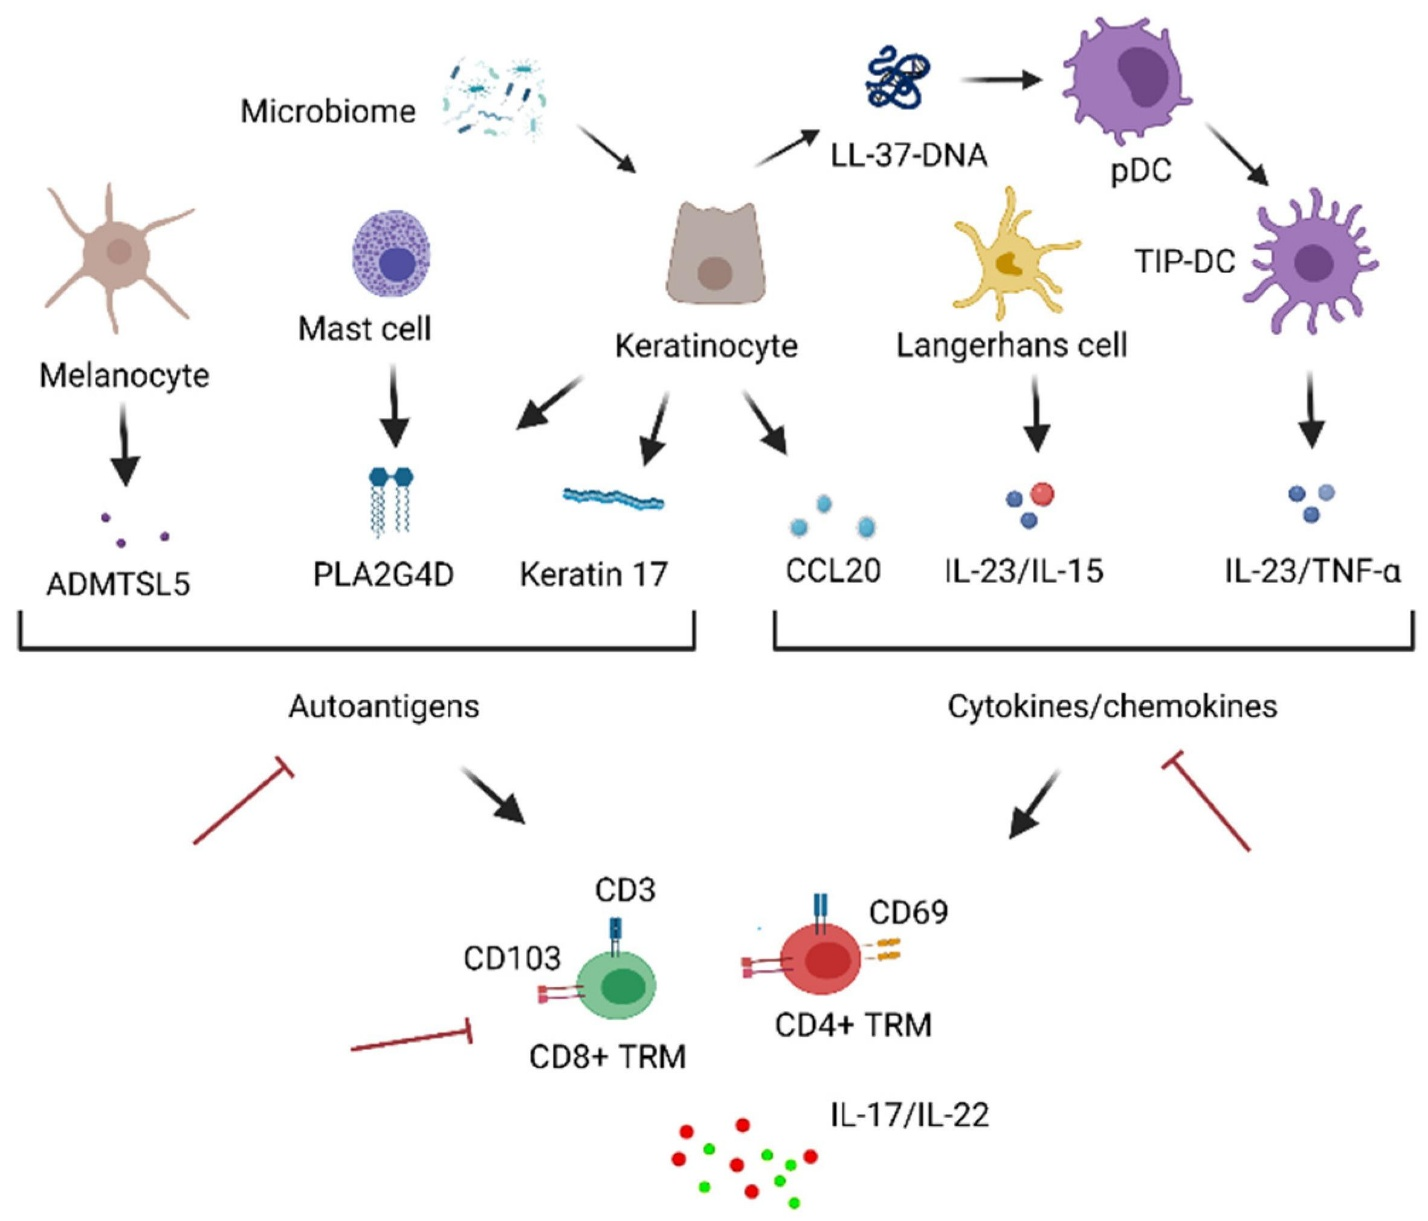 Microbiome
LL-37-DNA
pDC
TIP-DC
Mast cell
Keratinocyte
Langerhans cell
Melanocyte
ADMTSL5
PLA2G4D
Keratin 17
CCL20
IL-23/IL-15
IL-23/TNF-α
Autoantigens
Cytokines/chemokines
CD3
CD69
CD103
CD4+ TRM
CD8+ TRM
IL-17/IL-22